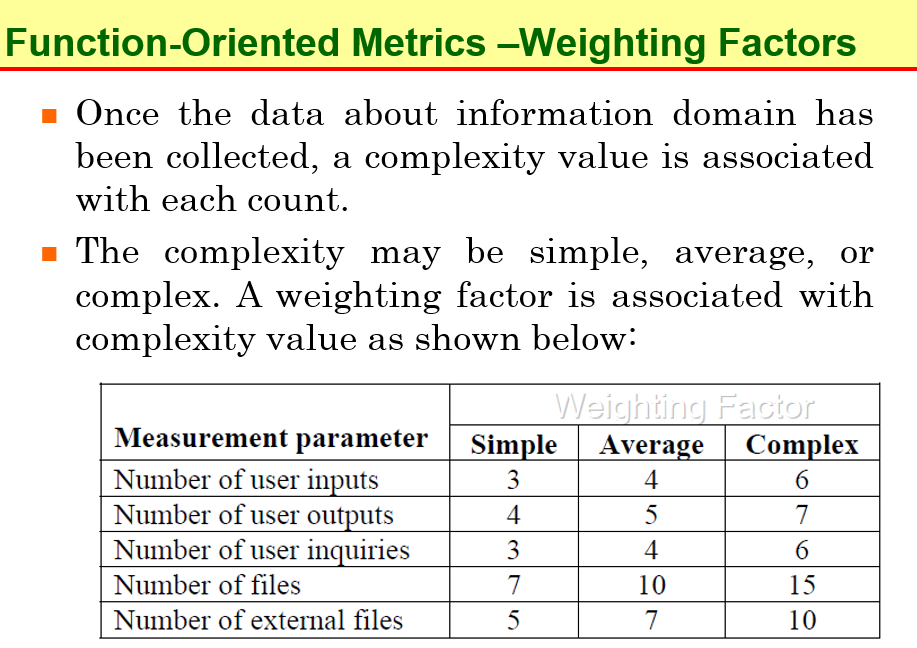 Function-Oriented Metrics –Weighting Factors
Once the data about information domain has
been collected, a complexity value is associated
with each count.
The complexity may be simple, average, or
complex. A weighting factor is associated with
complexity value as shown below:
Weighting Factor
Measurement parameter Simple Average Complex
Number of user inputs 3 4 6
Number of user outputs 4 5 7
Number of user inquiries 3 4 6
Number of files 7 10 15
Number of external files 5 7 10